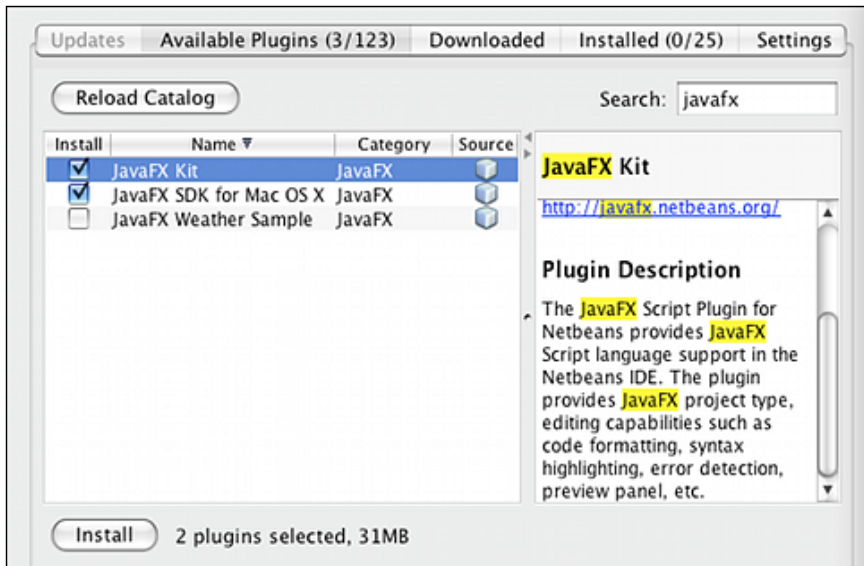 Updates Available Plugins (3/123) Downloaded Installed (0/25) Settings
Reload Catalog Search: javafx
Install Name Category Source
JavaFX Kit JavaFX
JavaFX SDK for Mac OS X JavaFX
JavaFX Weather Sample JavaFX
JavaFX Kit
http://javafx.netbeans.org/
Plugin Description
The JavaFX Script Plugin for
Netbeans provides JavaFX
Script language support in the
Netbeans IDE. The plugin
provides JavaFX project type,
editing capabilities such as
code formatting, syntax
highlighting, error detection,
preview panel, etc.
Install 2 plugins selected, 31MB